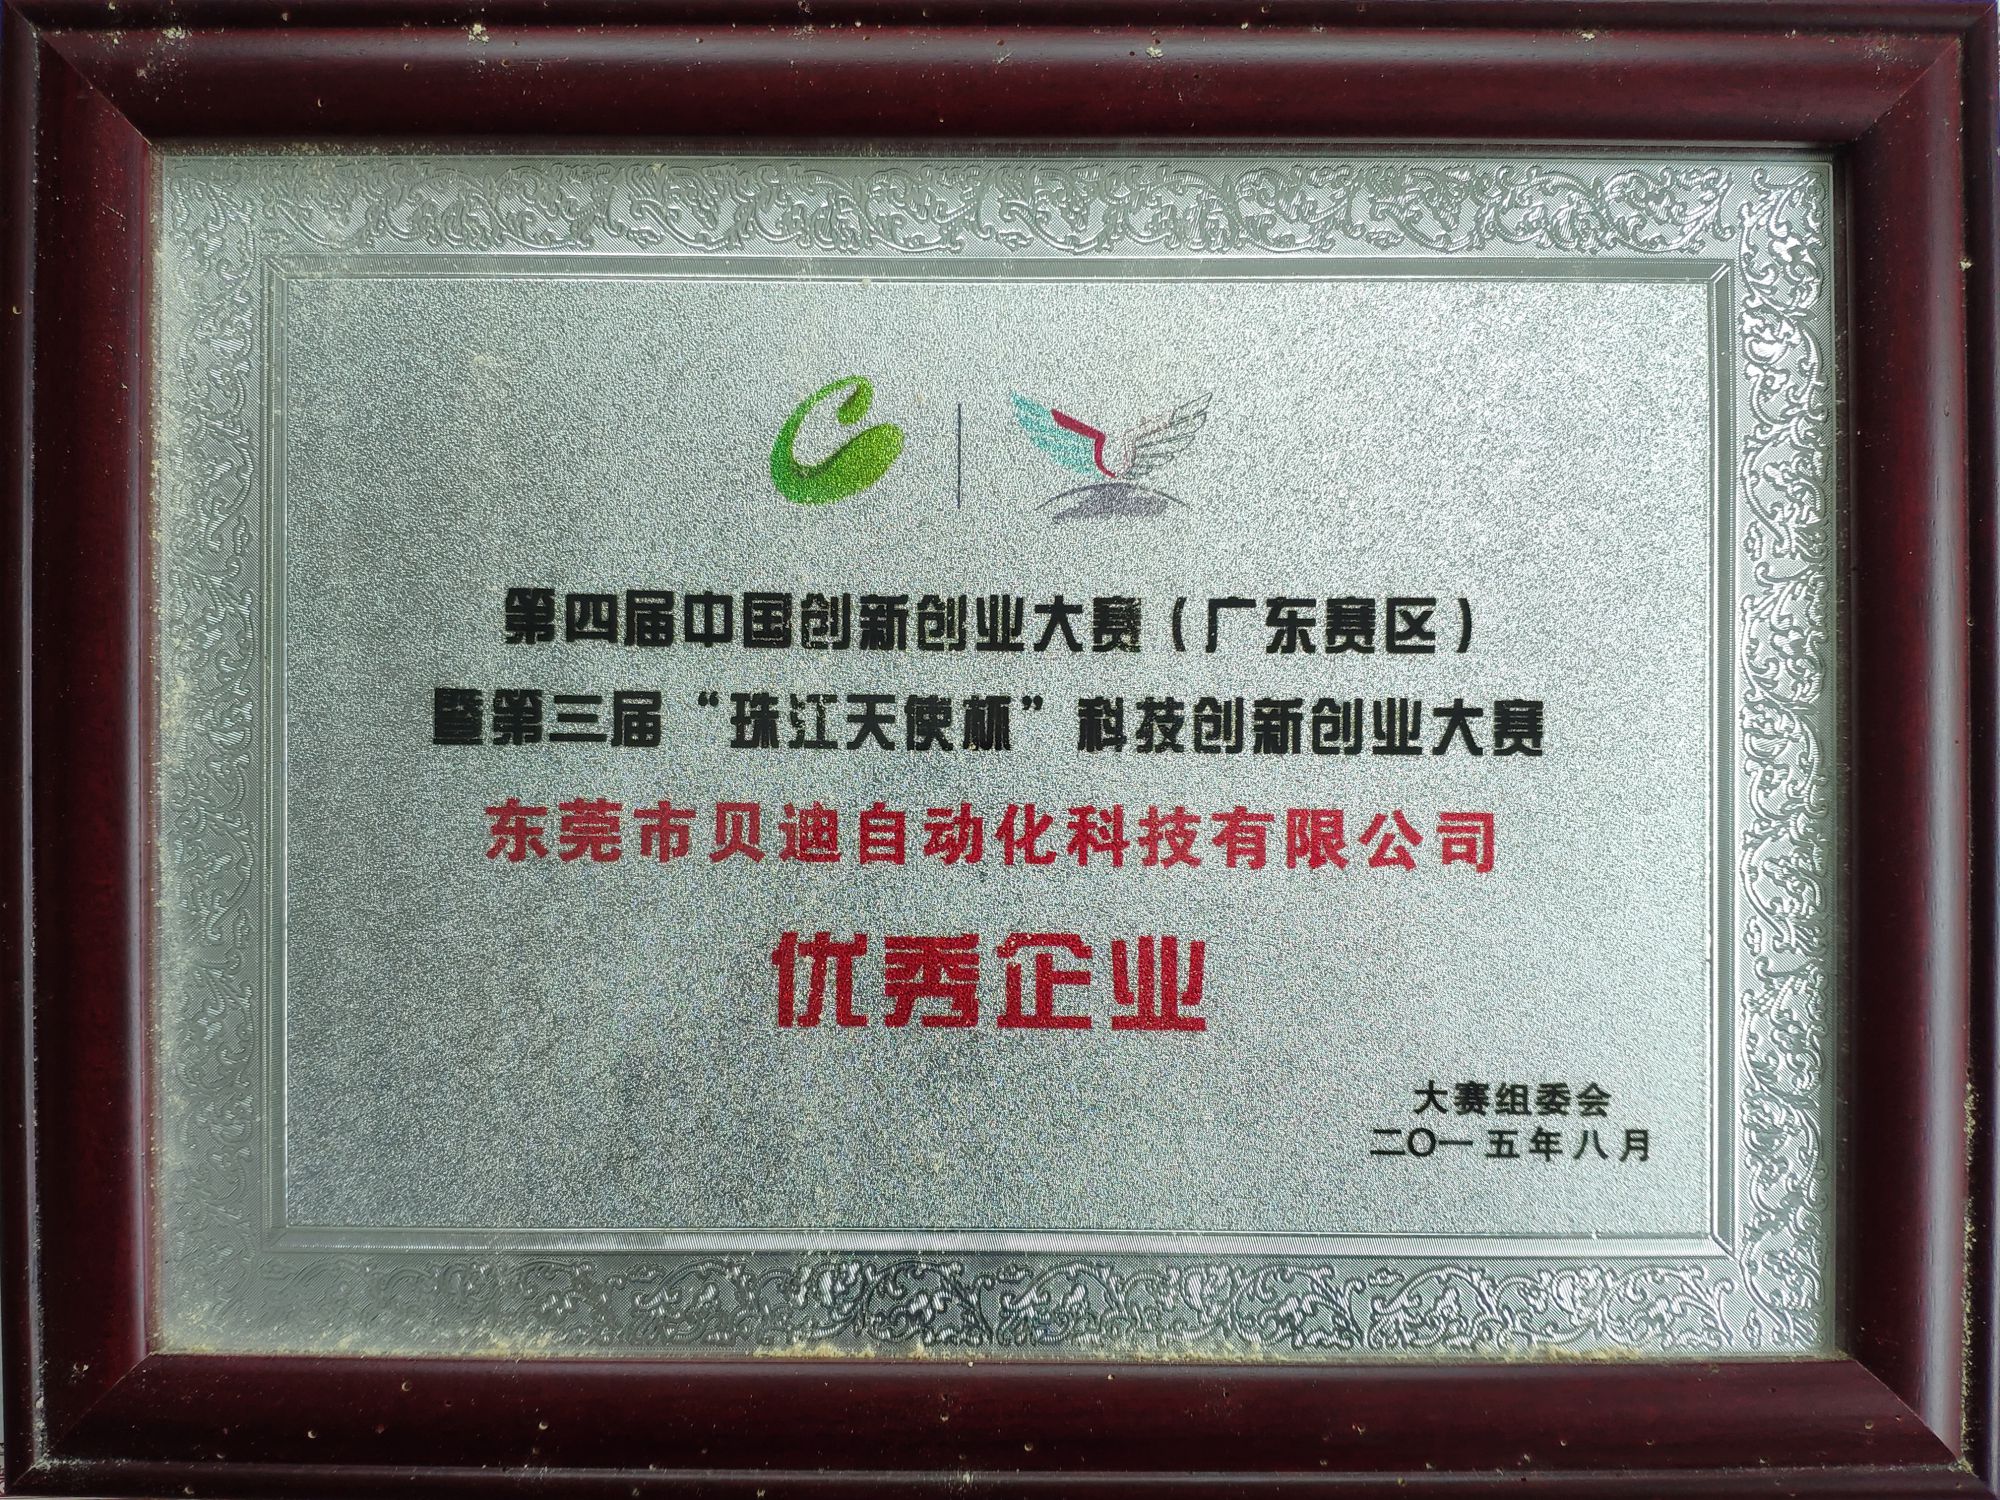 第四届中国创新创业大赛（广东赛区）
暨第三届“珠江天使杯”科技创新创业大赛
东莞市贝迪自动化科技有限公司
优秀企业
大赛组委会
二〇一五年八月